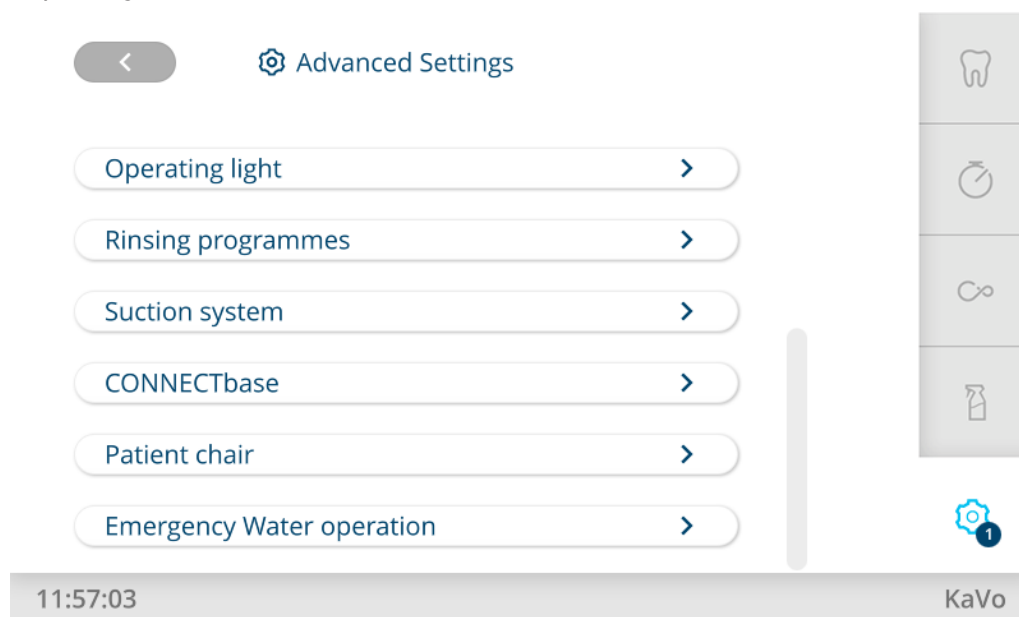 Advanced Settings
Operating light
Rinsing programmes
Suction system
CONNECTbase
Patient chair
Emergency Water operation
1
11:57:03
KaVo